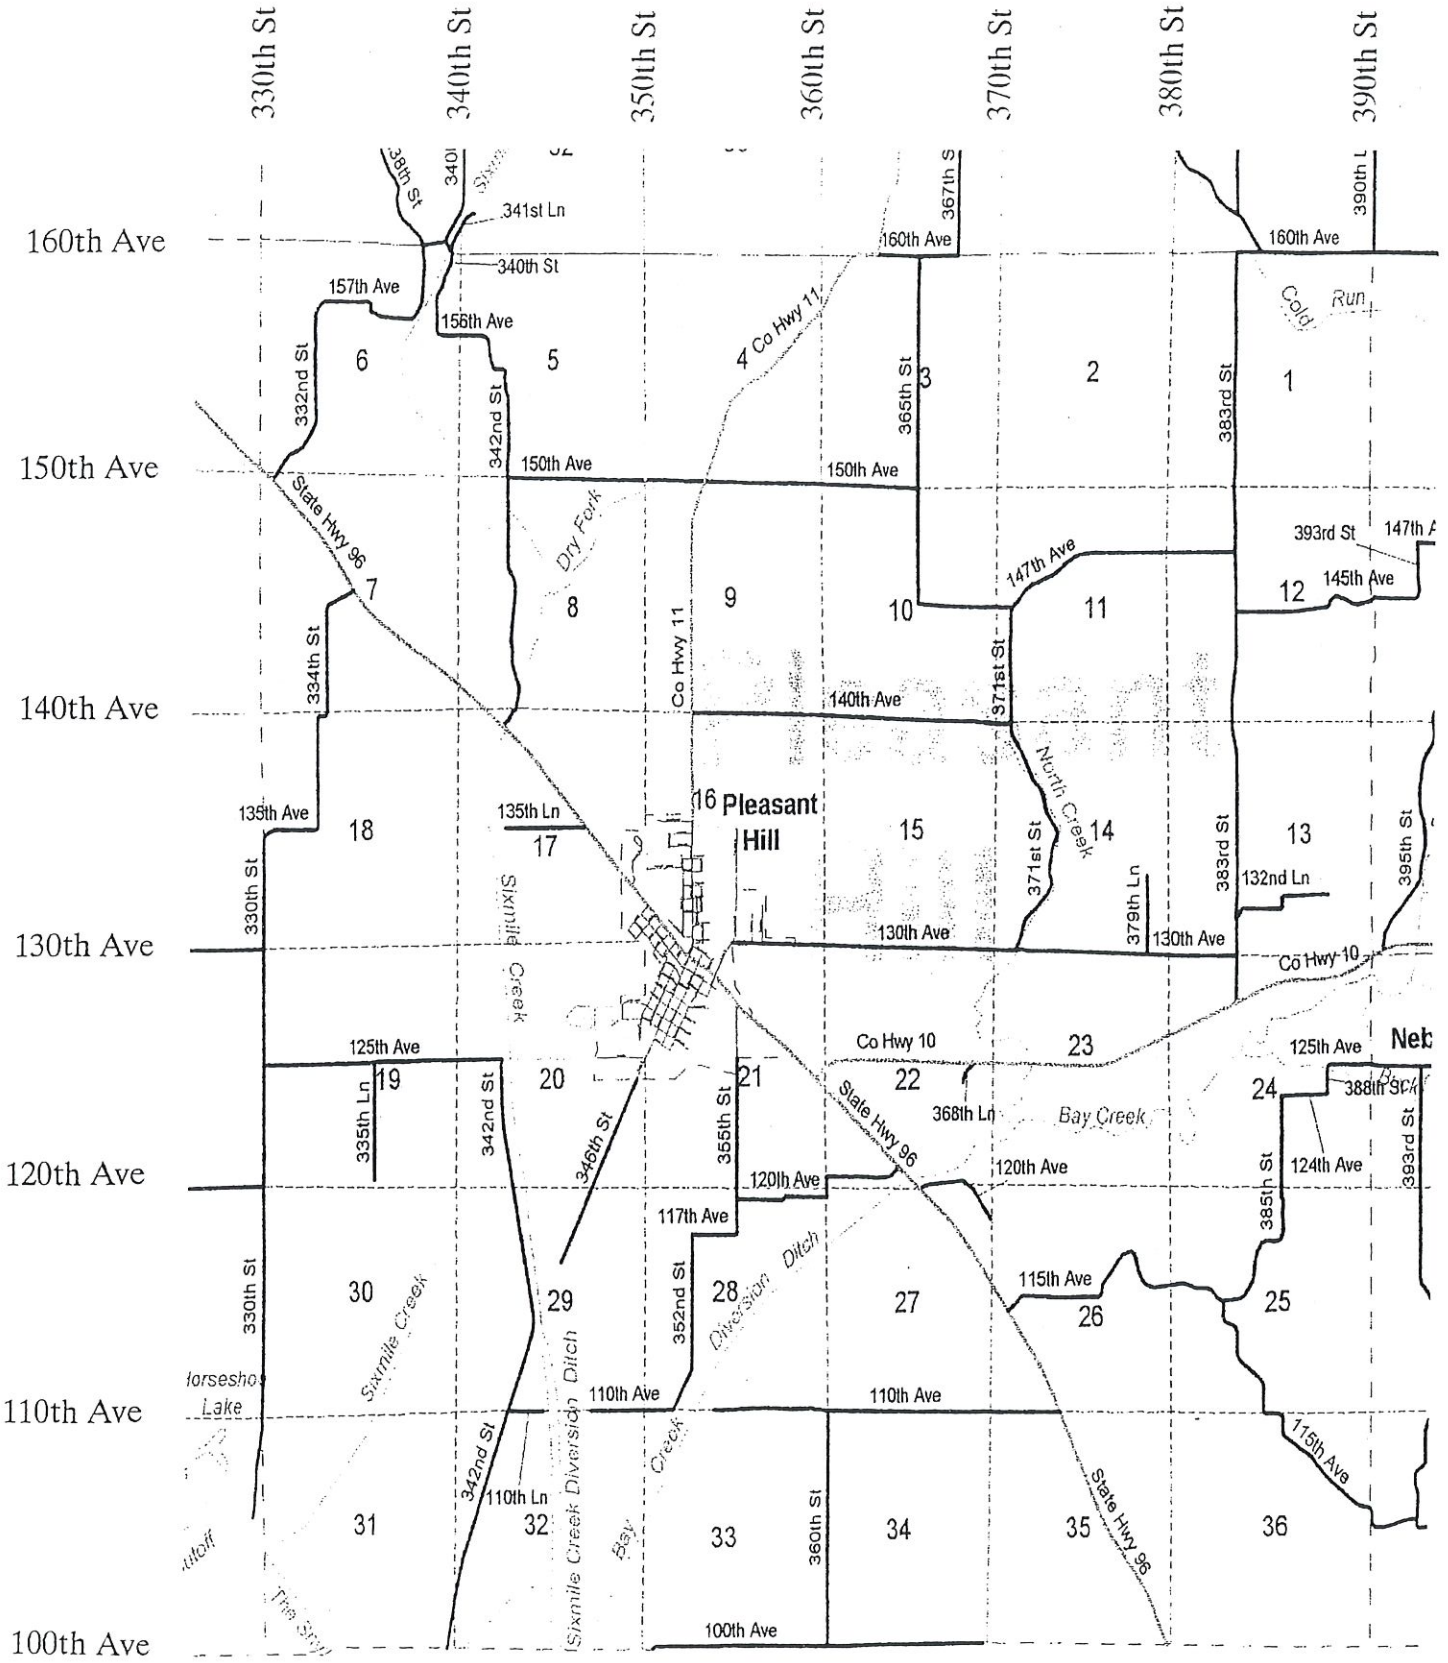 330th St
340th St
350th St
360th St
370th St
380th St
390th St
38th St
340
Sixm
367th S
390th L
341st Ln
160th Ave
160th Ave
160th Ave
340th St
157th Ave
156th Ave
Co Hwy 11
Cold Run
6
5
4
3
2
1
332nd St
342nd St
365th St
383rd St
150th Ave
150th Ave
150th Ave
State Hwy 96
Dry Fork
393rd St
147th A
147th Ave
145th Ave
7
8
9
10
11
12
334th St
Co Hwy 11
371st St
140th Ave
140th Ave
North Creek
16
Pleasant
Hill
135th Ave
18
135th Ln
17
15
14
13
371st St
383rd St
395th St
330th St
Sixmile Creek
379th Ln
132nd Ln
130th Ave
130th Ave
130th Ave
Co Hwy 10
125th Ave
Co Hwy 10
23
125th Ave
Neb
19
20
21
22
24
388th St
335th Ln
342nd St
346th St
355th St
State Hwy 96
368th Ln
Bay Creek
124th Ave
393rd St
385th St
120th Ave
120th Ave
120th Ave
117th Ave
330th St
30
Sixmile Creek
29
352nd St
28
Diversion Ditch
27
115th Ave
26
25
Horsesho
Lake
110th Ave
110th Ave
110th Ave
342nd St
110th Ln
Sixmile Creek Diversion Ditch
Creek
Bay
State Hwy 96
115th Ave
31
32
33
360th St
34
35
36
utoff
The Sny
100th Ave
100th Ave